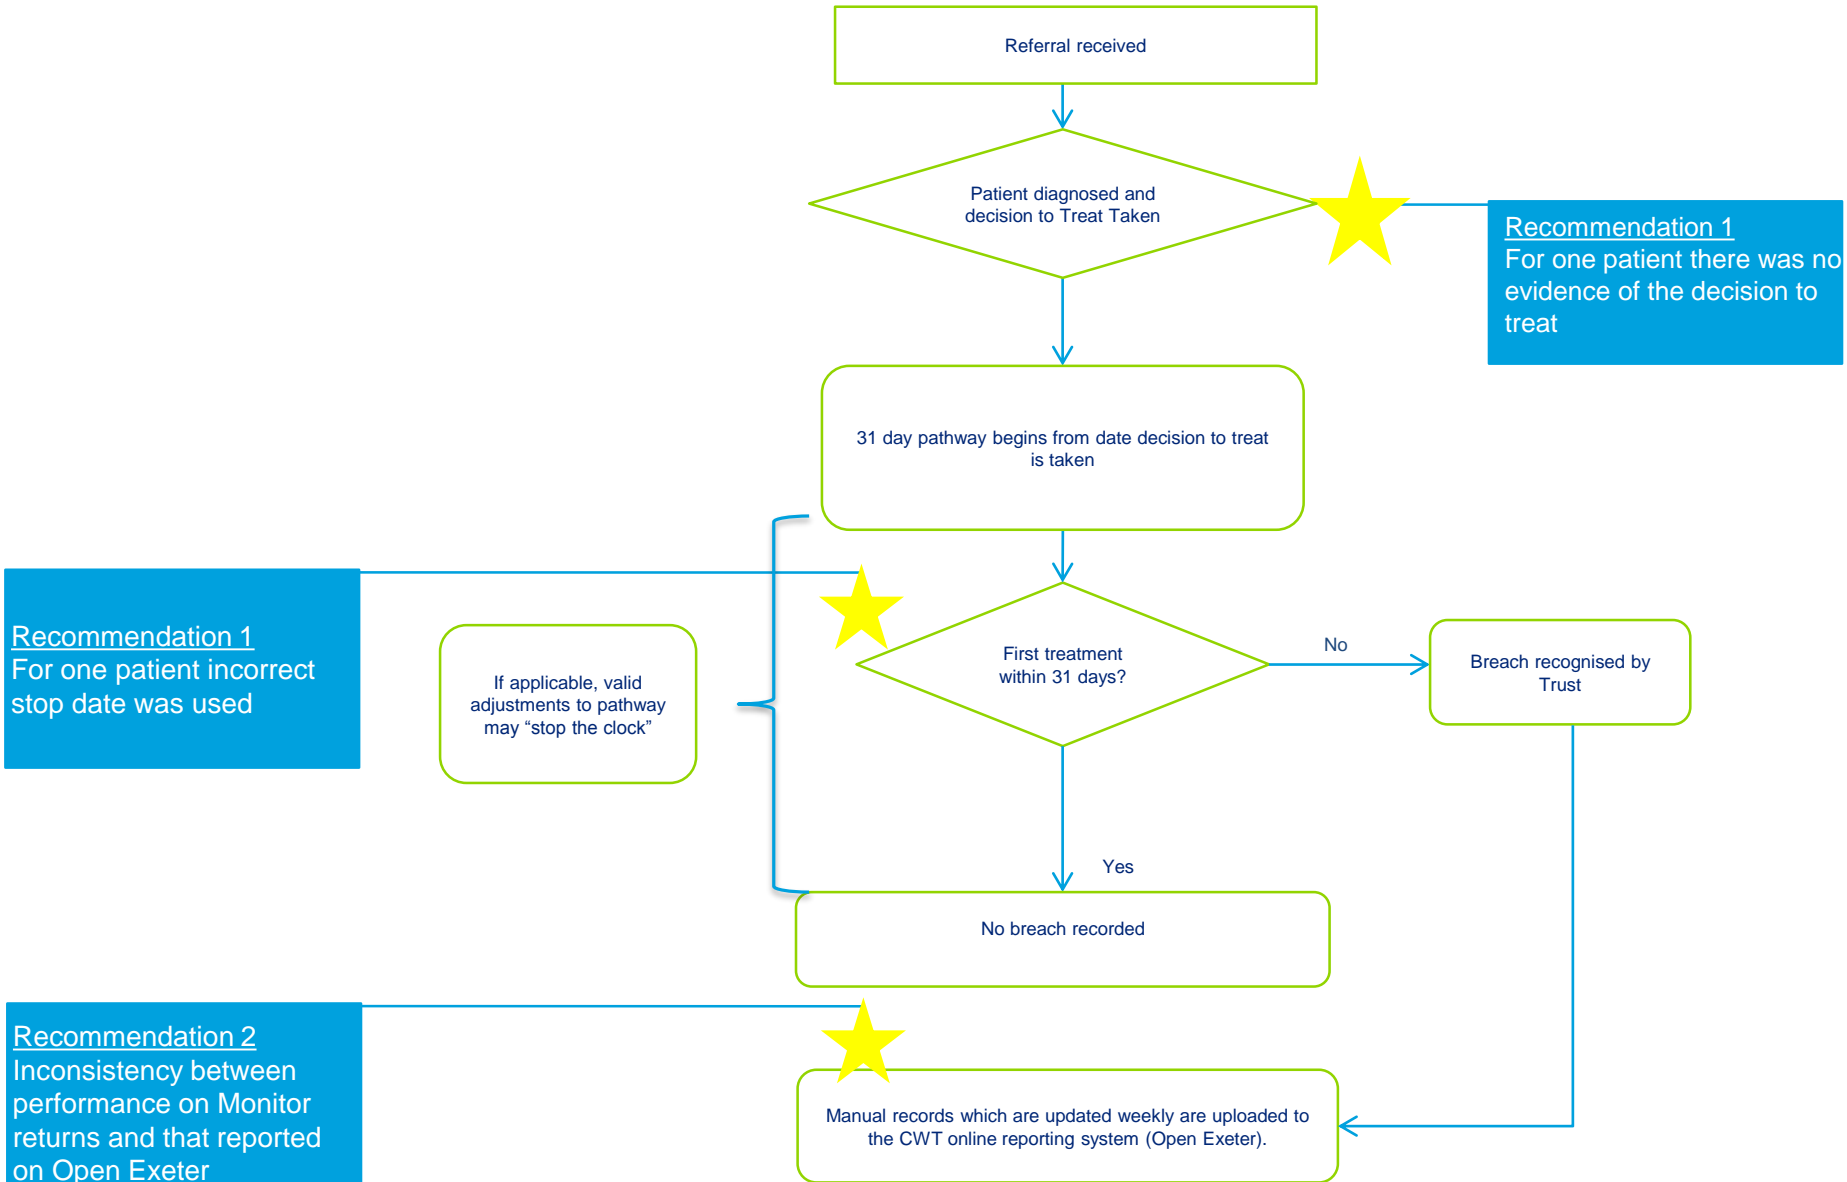 Referral received
Patient diagnosed and
decision to Treat Taken
Recommendation 1
For one patient there was no
evidence of the decision to
treat
31 day pathway begins from date decision to treat
is taken
Recommendation 1
For one patient incorrect
stop date was used
If applicable, valid
adjustments to pathway
may “stop the clock”
First treatment
within 31 days?
No
Breach recognised by
Trust
Yes
No breach recorded
Recommendation 2
Inconsistency between
performance on Monitor
returns and that reported
on Open Exeter
Manual records which are updated weekly are uploaded to
the CWT online reporting system (Open Exeter).